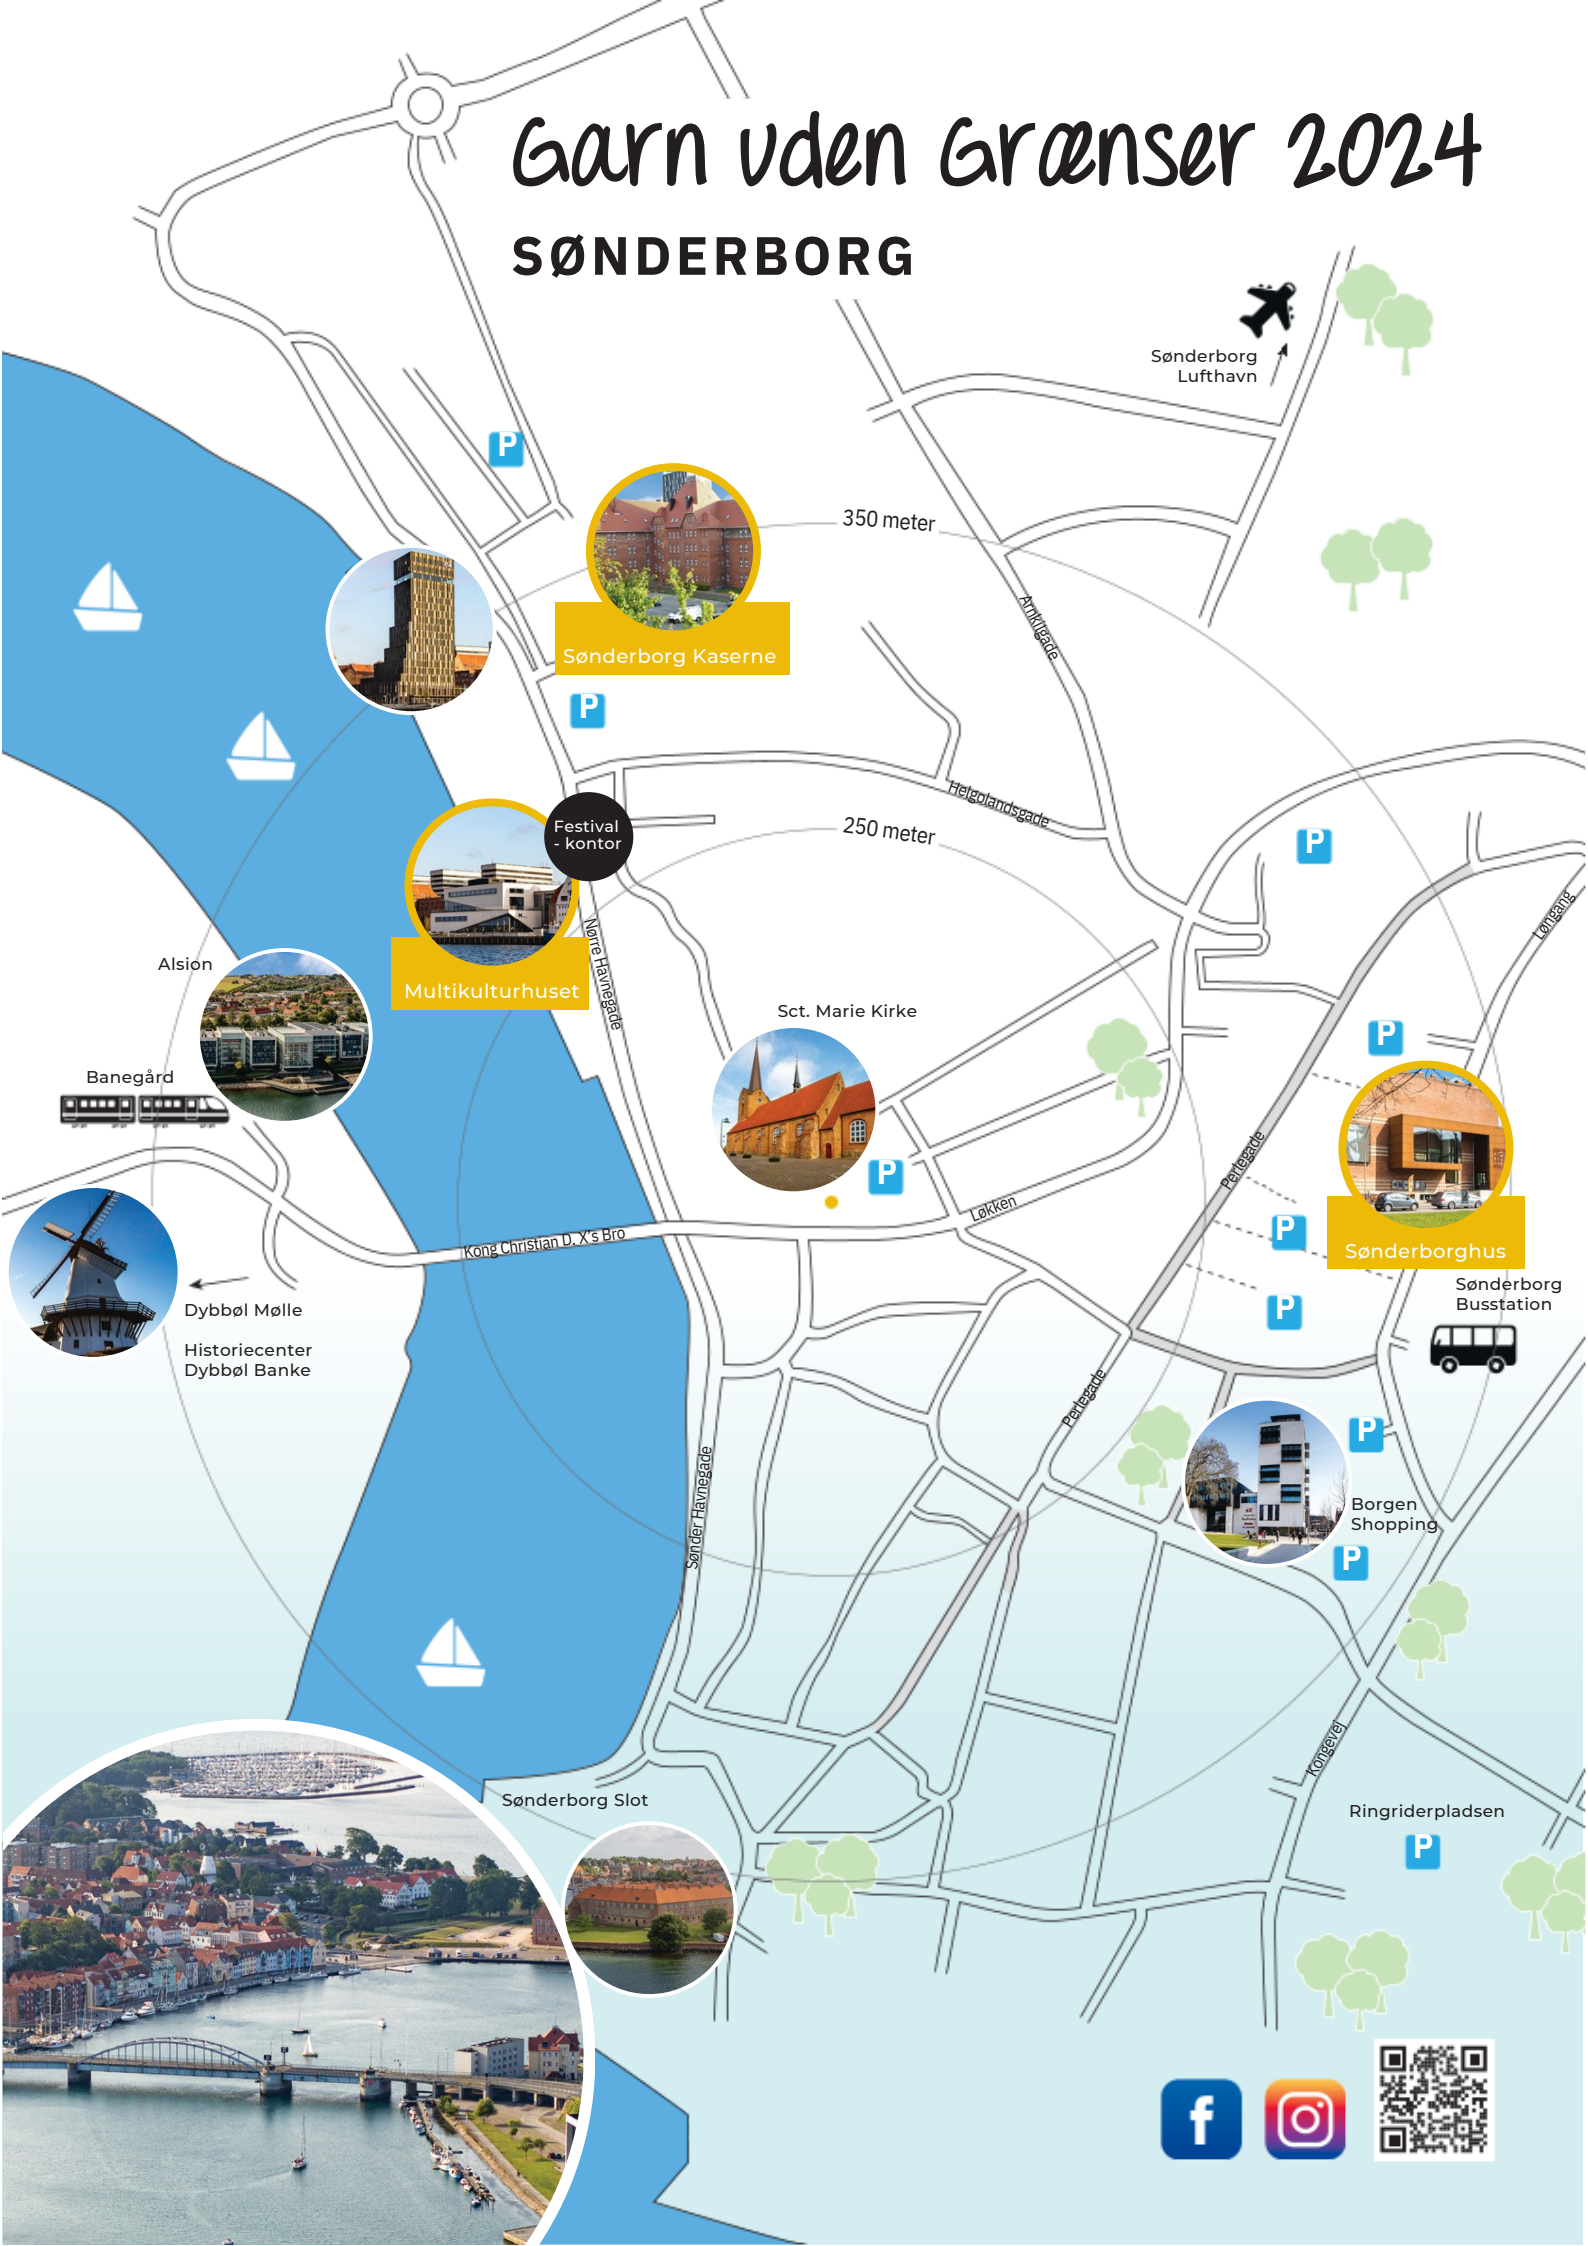 Garn uden Grænser 2024
SØNDERBORG
Sønderborg
Lufthavn
P
350 meter
Sønderborg Kaserne
Arnkilgade
P
Helgolandsgade
250 meter
Festival
- kontor
P
Løngang
Nørre Havnegade
Alsion
Multikulturhuset
Sct. Marie Kirke
P
Banegård
Perlegade
P
Løkken
Kong Christian D. X's Bro
P
Sønderborghus
Sønderborg
Busstation
Dybbøl Mølle
P
Historiecenter
Dybbøl Banke
Perlegade
P
Sønder Havnegade
Borgen
Shopping
P
Kongevej
Sønderborg Slot
Ringriderpladsen
P
f